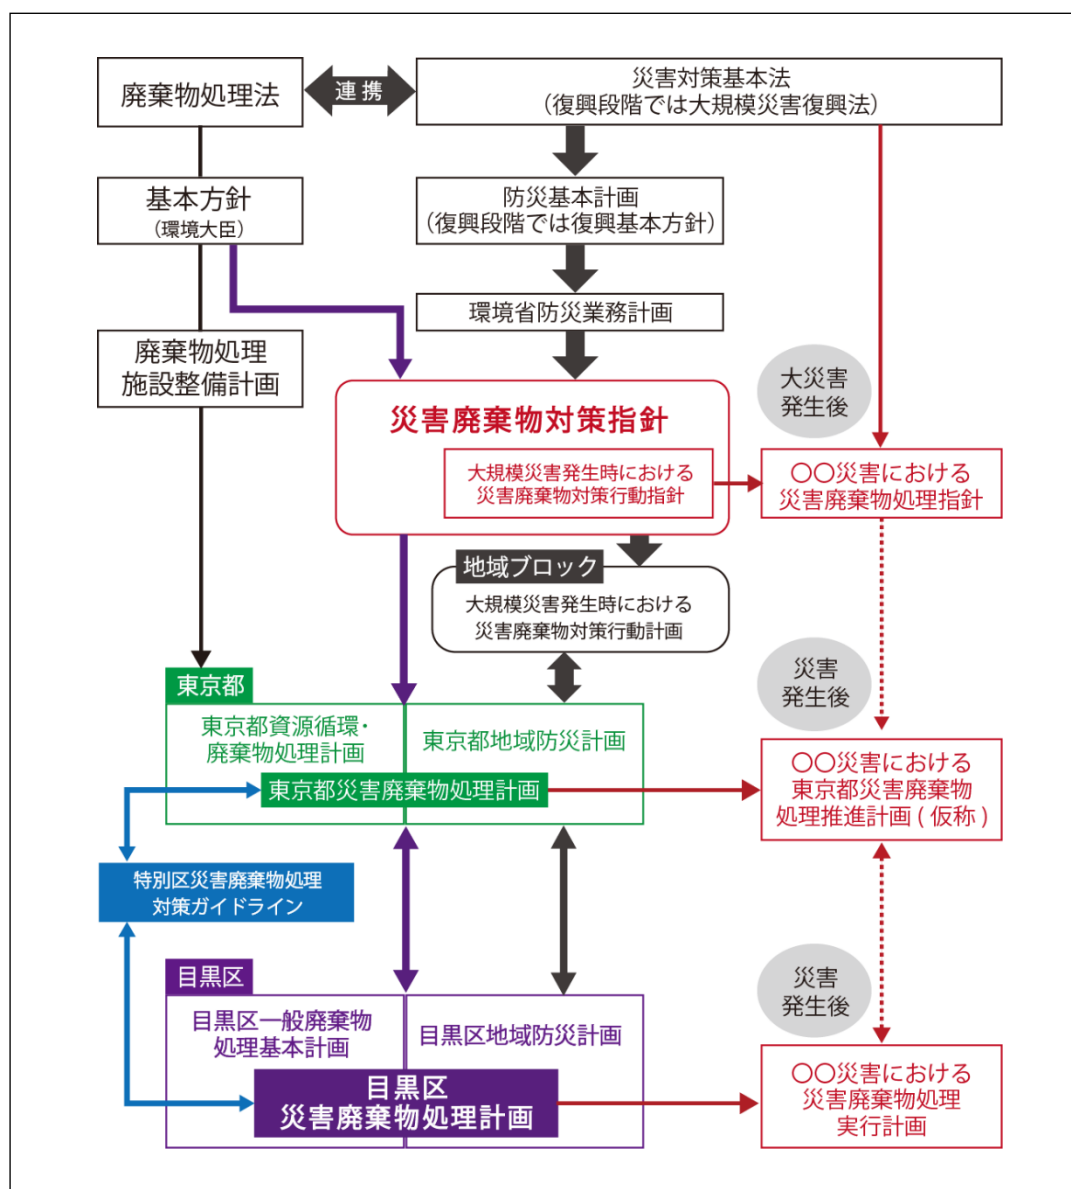 廃棄物処理法
連携
災害対策基本法
(復興段階では大規模災害復興法)
基本方針
(環境大臣)
防災基本計画
(復興段階では復興基本方針)
環境省防災業務計画
廃棄物処理
施設整備計画
大災害
発生後
災害廃棄物対策指針
大規模災害発生時における
災害廃棄物対策行動指針
〇〇災害における
災害廃棄物処理指針
地域ブロック
大規模災害発生時における
災害廃棄物対策行動計画
災害
発生後
東京都
東京都資源循環・
廃棄物処理計画
東京都地域防災計画
東京都災害廃棄物処理計画
〇〇災害における
東京都災害廃棄物
処理推進計画(仮称)
特別区災害廃棄物処理
対策ガイドライン
災害
発生後
目黒区
目黒区一般廃棄物
処理基本計画
目黒区地域防災計画
目黒区
災害廃棄物処理計画
〇〇災害における
災害廃棄物処理
実行計画